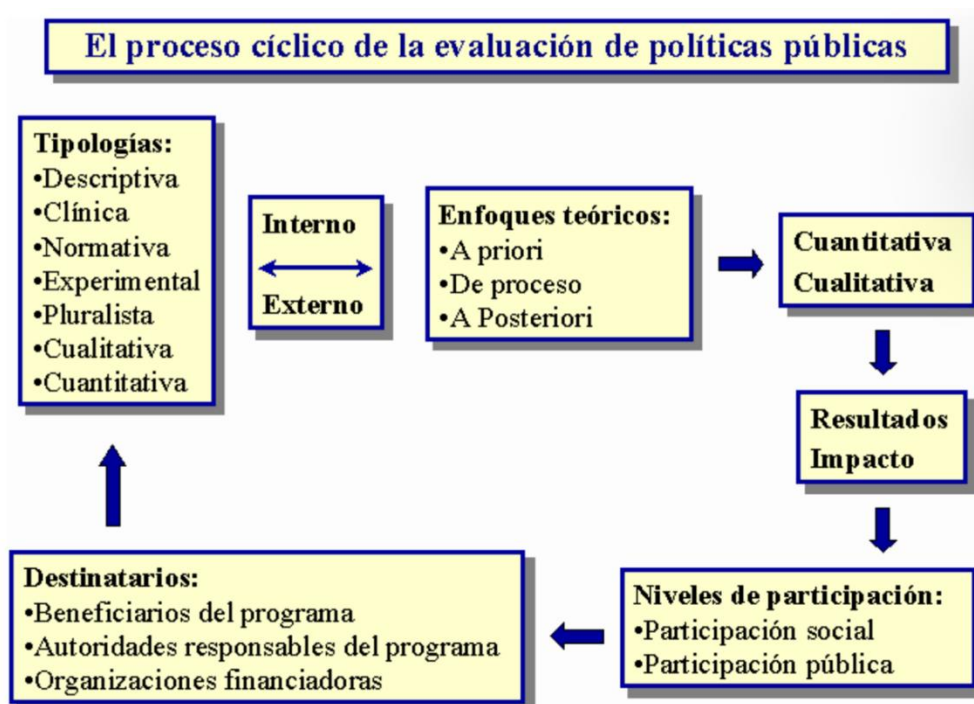 El proceso cíclico de la evaluación de políticas públicas
Tipologías:
•Descriptiva
•Clínica
•Normativa
•Experimental
•Pluralista
•Cualitativa
•Cuantitativa
Interno
Externo
Enfoques teóricos:
•A priori
•De proceso
•A Posteriori
Cuantitativa
Cualitativa
Resultados
Impacto
Niveles de participación:
•Participación social
•Participación pública
Destinatarios:
•Beneficiarios del programa
•Autoridades responsables del programa
•Organizaciones financiadoras